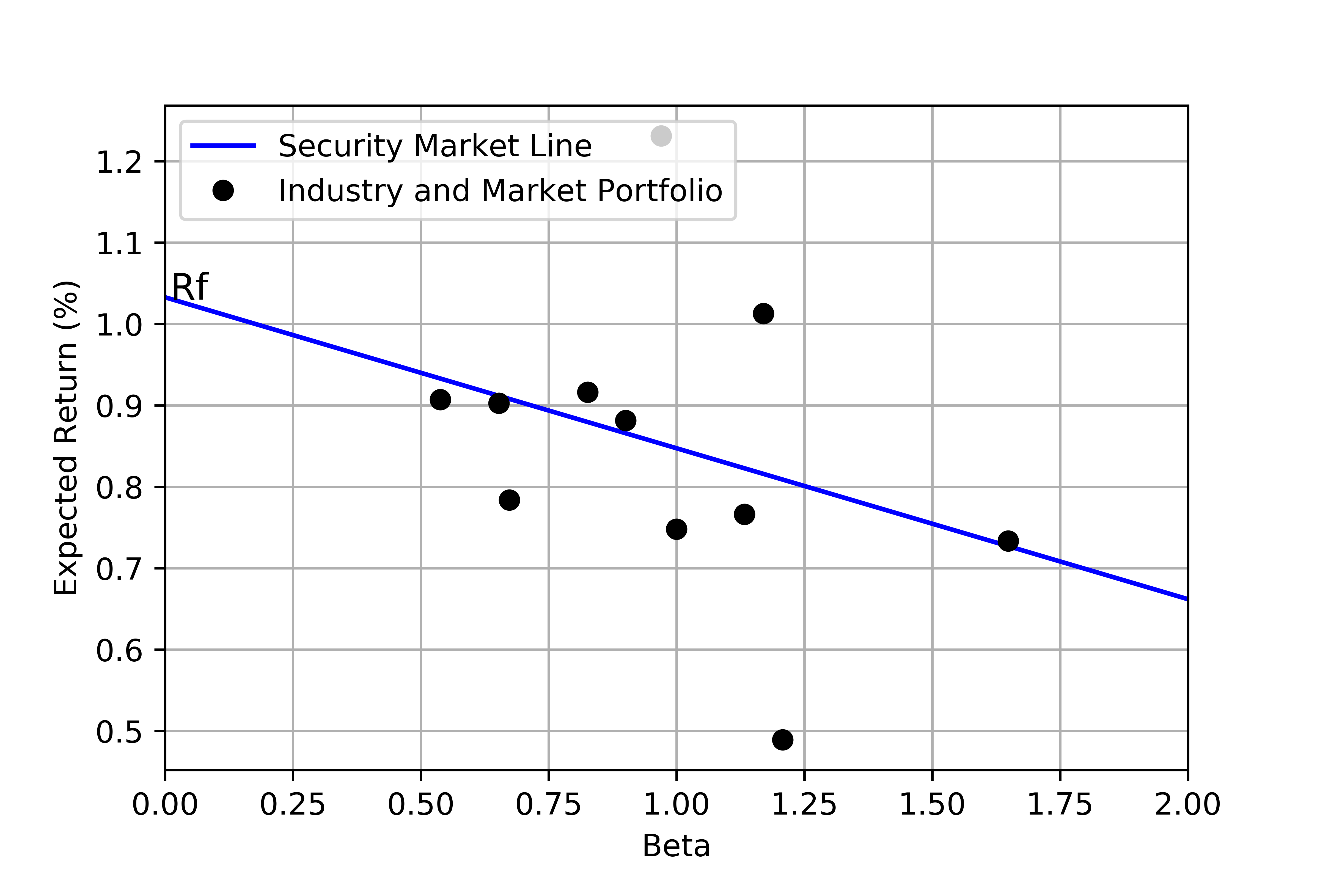 Security Market Line
Industry and Market Portfolio
1.2
1.1
Rf
1.0
0.9
0.8
0.7
0.6
0.5
Expected Return (%)
0.00 0.25 0.50 0.75 1.00 1.25 1.50 1.75 2.00
Beta